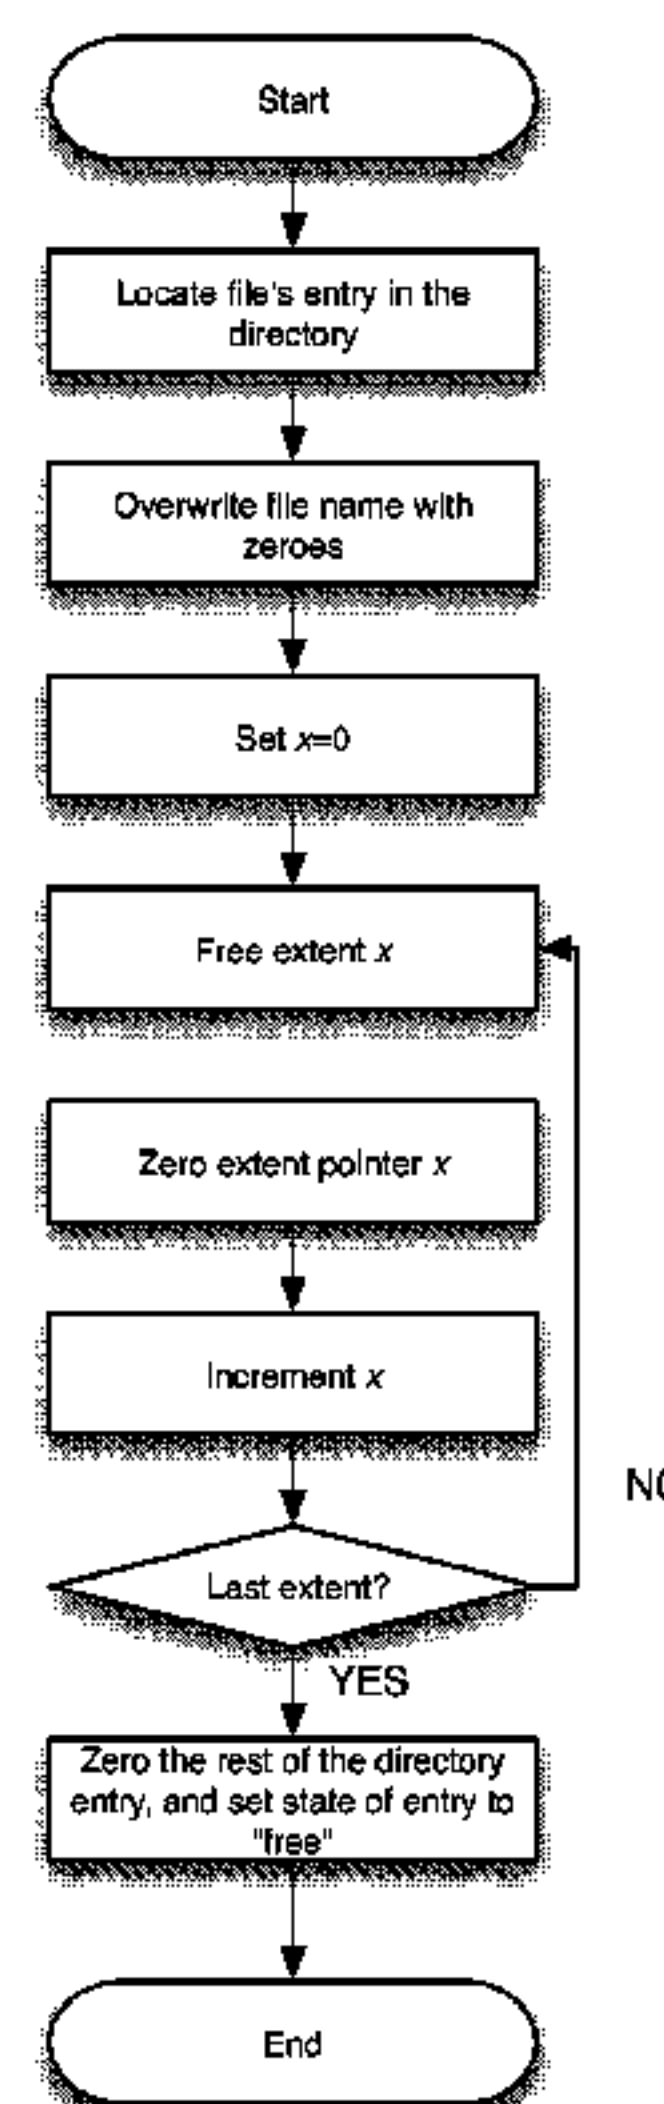 Start
Locate file's entry in the
directory
Overwrite file name with
zeroes
Set x=0
Free extent x
Zero extent pointer x
Increment x
Last extent?
YES
Zero the rest of the directory
entry, and set state of entry to
"free"
End